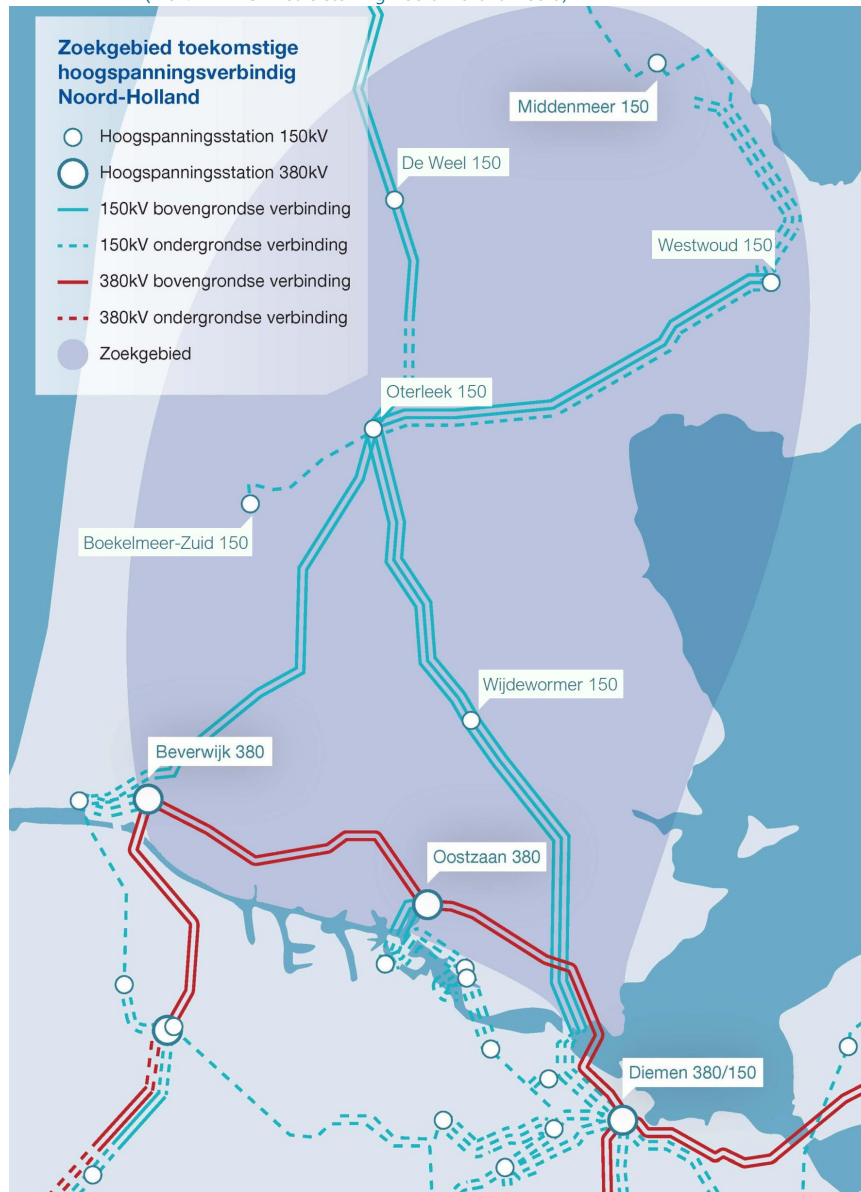 Zoekgebied toekomstige
hoogspanningsverbindig
Noord-Holland
Hoogspanningsstation 150kV
Hoogspanningsstation 380kV
150kV bovengrondse verbinding
150kV ondergrondse verbinding
380kV bovengrondse verbinding
380kV ondergrondse verbinding
Zoekgebied
Middenmeer 150
De Weel 150
Westwoud 150
Oterleek 150
Boekelmeer-Zuid 150
Wijdewormer 150
Beverwijk 380
Oostzaan 380
Diemen 380/150